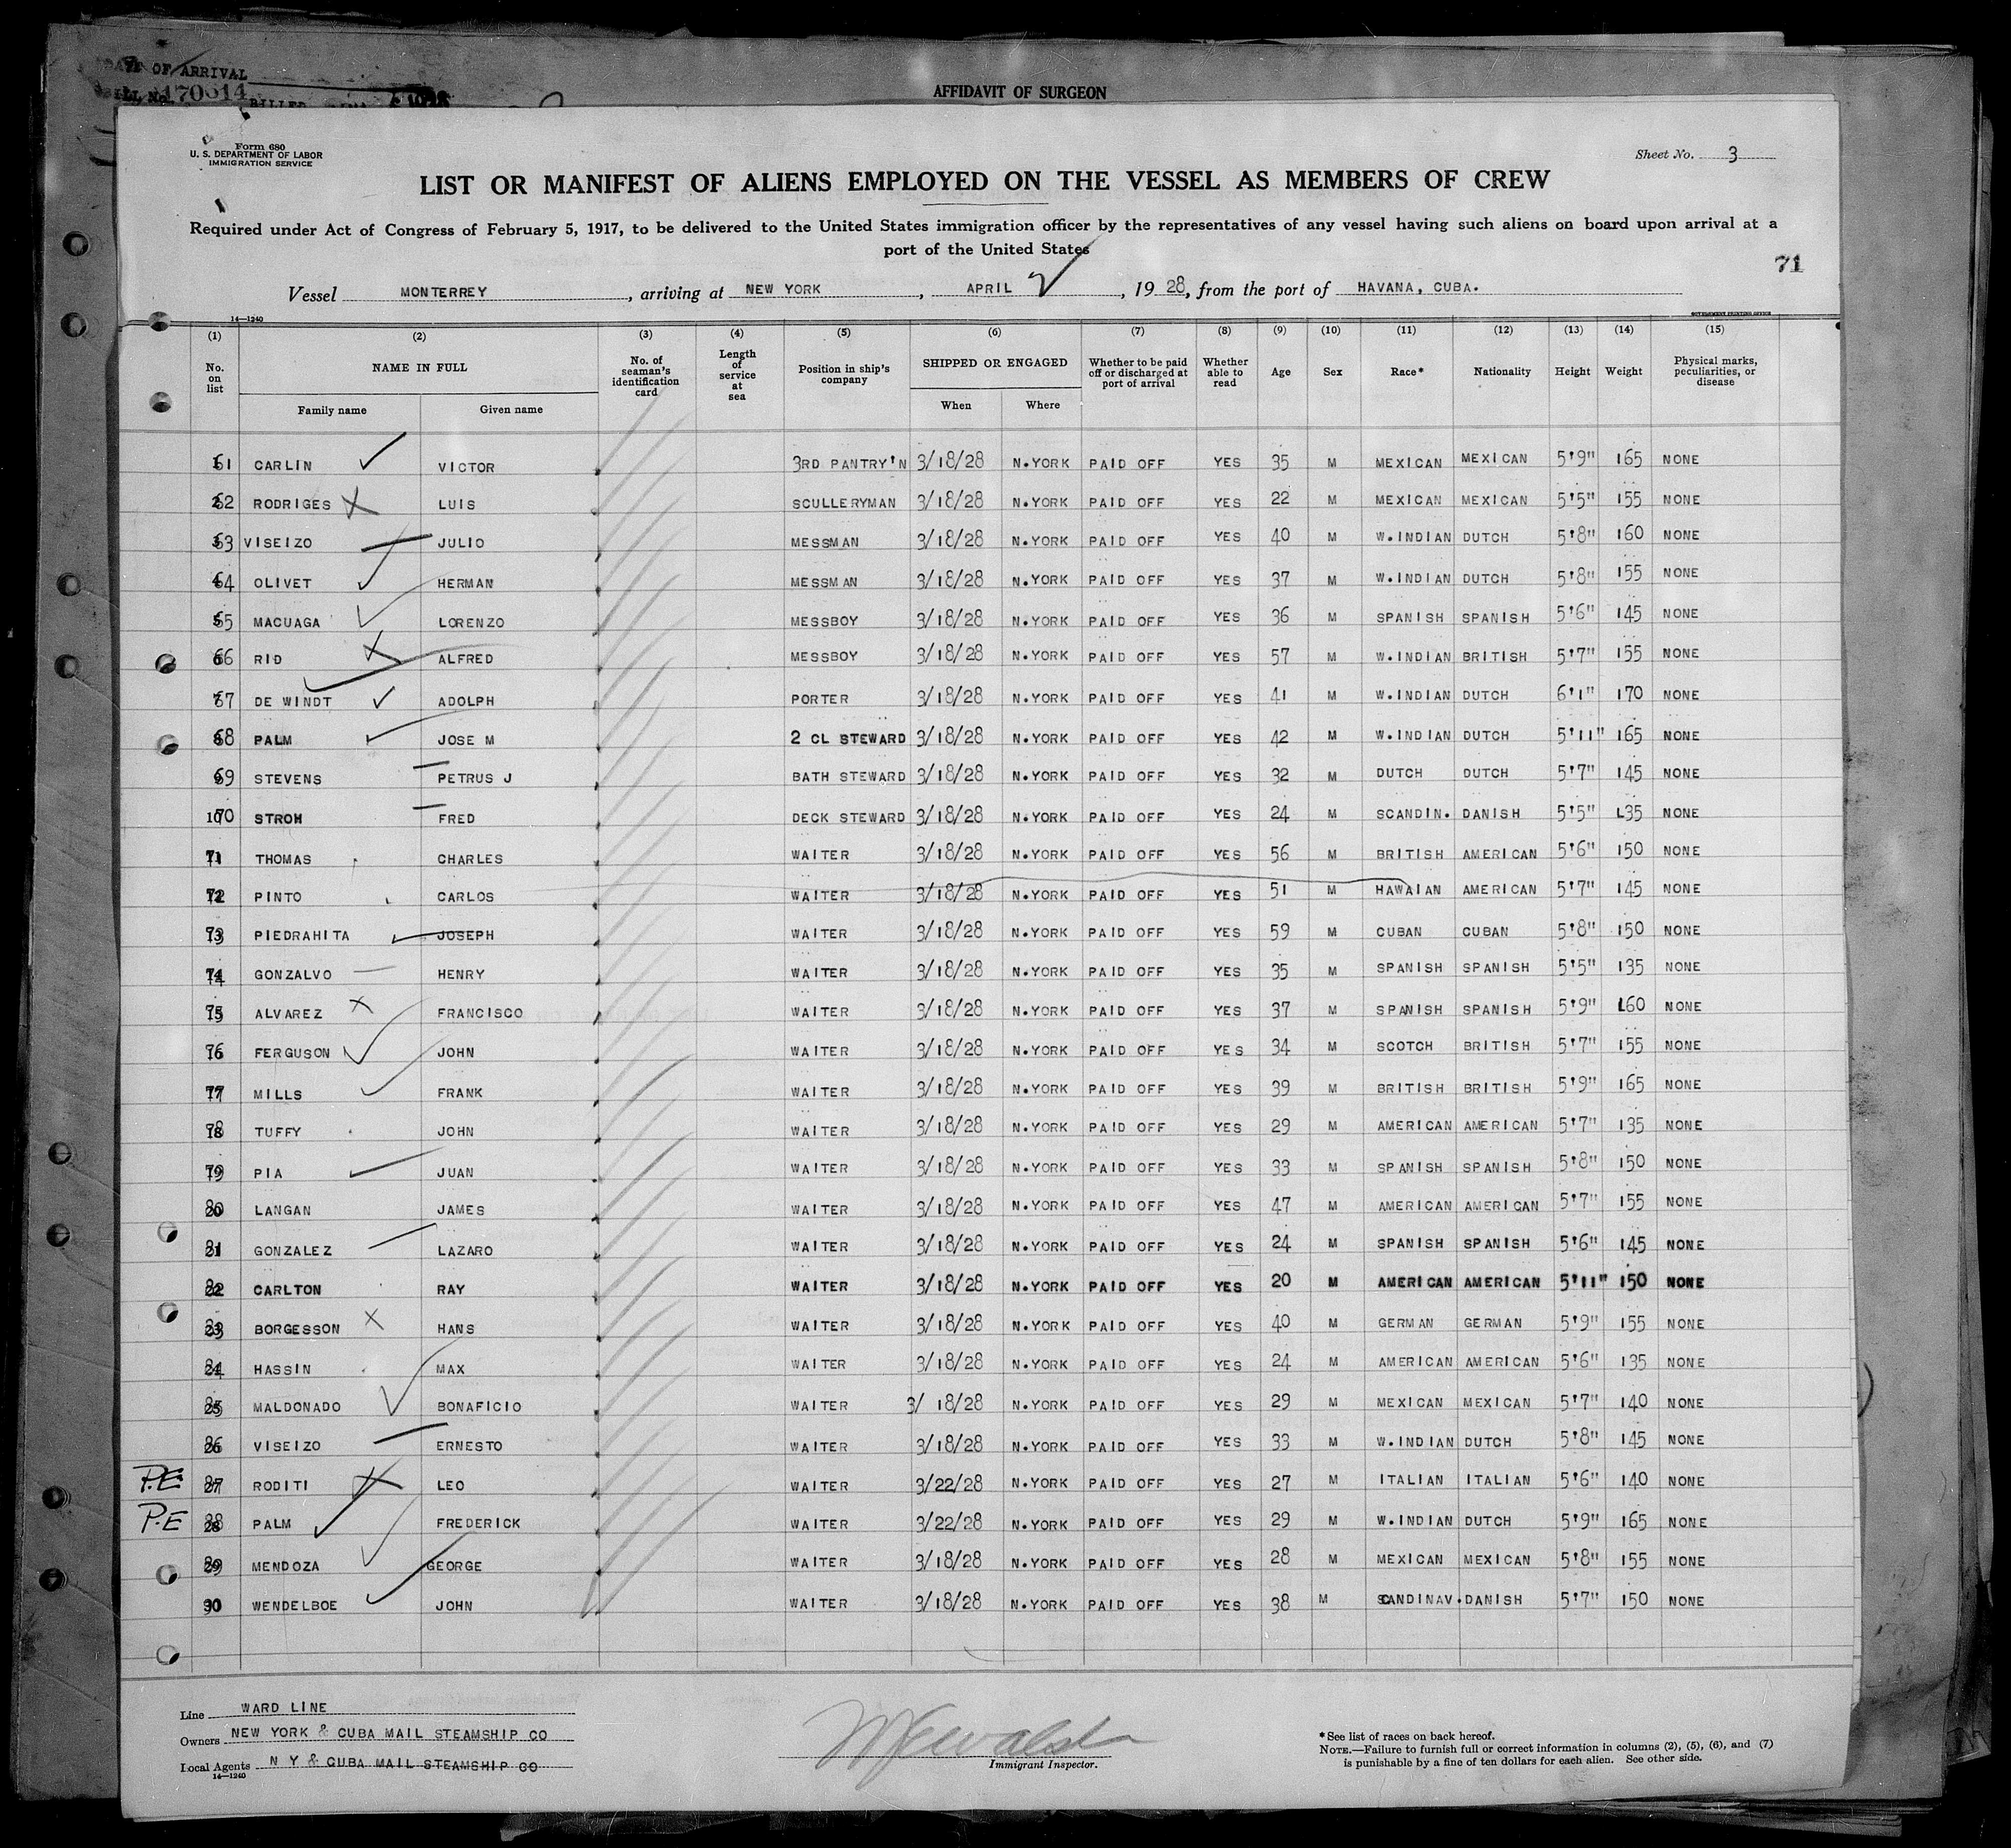 DATE OF ARRIVAL
BILL No. 170614
AFFIDAVIT OF SURGEON
Form 680
U. S. DEPARTMENT OF LABOR
IMMIGRATION SERVICE
Sheet No. 3
LIST OR MANIFEST OF ALIENS EMPLOYED ON THE VESSEL AS MEMBERS OF CREW
Required under Act of Congress of February 5, 1917, to be delivered to the United States immigration officer by the representatives of any vessel having such aliens on board upon arrival at a
port of the United States
71
Vessel MONTERREY, arriving at NEW YORK, APRIL 2, 1928, from the port of HAVANA, CUBA.
14—1240 GOVERNMENT PRINTING OFFICE
(1) (2) (3) (4) (5) (6) (7) (8) (9) (10) (11) (12) (13) (14) (15)
No. on list NAME IN FULL No. of seaman's identification card Length of service at sea Position in ship's company SHIPPED OR ENGAGED Whether to be paid off or discharged at port of arrival Whether able to read Age Sex Race* Nationality Height Weight Physical marks, peculiarities, or disease
Family name Given name When Where
61 CARLIN VICTOR 3RD PANTRY'N 3/18/28 N.YORK PAID OFF YES 35 M MEXICAN MEXICAN 5'9" 165 NONE
62 RODRIGES LUIS SCULLERYMAN 3/18/28 N.YORK PAID OFF YES 22 M MEXICAN MEXICAN 5'5" 155 NONE
63 VISEIZO JULIO MESSMAN 3/18/28 N.YORK PAID OFF YES 40 M W.INDIAN DUTCH 5'8" 160 NONE
64 OLIVET HERMAN MESSMAN 3/18/28 N.YORK PAID OFF YES 37 M W.INDIAN DUTCH 5'8" 155 NONE
65 MACUAGA LORENZO MESSBOY 3/18/28 N.YORK PAID OFF YES 36 M SPANISH SPANISH 5'6" 145 NONE
66 RID ALFRED MESSBOY 3/18/28 N.YORK PAID OFF YES 57 M W.INDIAN BRITISH 5'7" 155 NONE
67 DE WINDT ADOLPH PORTER 3/18/28 N.YORK PAID OFF YES 41 M W.INDIAN DUTCH 6'1" 170 NONE
68 PALM JOSE M 2 CL STEWARD 3/18/28 N.YORK PAID OFF YES 42 M W.INDIAN DUTCH 5'11" 165 NONE
69 STEVENS PETRUS J BATH STEWARD 3/18/28 N.YORK PAID OFF YES 32 M DUTCH DUTCH 5'7" 145 NONE
70 STROH FRED DECK STEWARD 3/18/28 N.YORK PAID OFF YES 24 M SCANDIN. DANISH 5'5" L35 NONE
71 THOMAS CHARLES WAITER 3/18/28 N.YORK PAID OFF YES 56 M BRITISH AMERICAN 5'6" 150 NONE
72 PINTO CARLOS WAITER 3/18/28 N.YORK PAID OFF YES 51 M HAWAIAN AMERICAN 5'7" 145 NONE
73 PIEDRAHITA JOSEPH WAITER 3/18/28 N.YORK PAID OFF YES 59 M CUBAN CUBAN 5'8" 150 NONE
74 GONZALVO HENRY WAITER 3/18/28 N.YORK PAID OFF YES 35 M SPANISH SPANISH 5'5" 135 NONE
75 ALVAREZ FRANCISCO WAITER 3/18/28 N.YORK PAID OFF YES 37 M SPANISH SPANISH 5'9" L60 NONE
76 FERGUSON JOHN WAITER 3/18/28 N.YORK PAID OFF YES 34 M SCOTCH BRITISH 5'7" 155 NONE
77 MILLS FRANK WAITER 3/18/28 N.YORK PAID OFF YES 39 M BRITISH BRITISH 5'9" 165 NONE
78 TUFFY JOHN WAITER 3/18/28 N.YORK PAID OFF YES 29 M AMERICAN AMERICAN 5'7" 135 NONE
79 PIA JUAN WAITER 3/18/28 N.YORK PAID OFF YES 33 M SPANISH SPANISH 5'8" 150 NONE
80 LANGAN JAMES WAITER 3/18/28 N.YORK PAID OFF YES 47 M AMERICAN AMERICAN 5'7" 155 NONE
81 GONZALEZ LAZARO WAITER 3/18/28 N.YORK PAID OFF YES 24 M SPANISH SPANISH 5'6" 145 NONE
82 CARLTON RAY WAITER 3/18/28 N.YORK PAID OFF YES 20 M AMERICAN AMERICAN 5'11" 150 NONE
83 BORGESSON HANS WAITER 3/18/28 N.YORK PAID OFF YES 40 M GERMAN GERMAN 5'9" 155 NONE
84 HASSIN MAX WAITER 3/18/28 N.YORK PAID OFF YES 24 M AMERICAN AMERICAN 5'6" 135 NONE
85 MALDONADO BONAFICIO WAITER 3/ 18/28 N.YORK PAID OFF YES 29 M MEXICAN MEXICAN 5'7" 140 NONE
86 VISEIZO ERNESTO WAITER 3/18/28 N.YORK PAID OFF YES 33 M W.INDIAN DUTCH 5'8" 145 NONE
P.E 87 RODITI LEO WAITER 3/22/28 N.YORK PAID OFF YES 27 M ITALIAN ITALIAN 5'6" 140 NONE
P.E 88 PALM FREDERICK WAITER 3/22/28 N.YORK PAID OFF YES 29 M W.INDIAN DUTCH 5'9" 165 NONE
89 MENDOZA GEORGE WAITER 3/18/28 N.YORK PAID OFF YES 28 M MEXICAN MEXICAN 5'8" 155 NONE
90 WENDELBOE JOHN WAITER 3/18/28 N.YORK PAID OFF YES 38 M SCANDINAV. DANISH 5'7" 150 NONE
Line WARD LINE
Owners NEW YORK & CUBA MAIL STEAMSHIP CO
Local Agents N Y & CUBA MAIL STEAMSHIP CO
14—1240
Immigrant Inspector.
*See list of races on back hereof.
NOTE.—Failure to furnish full or correct information in columns (2), (5), (6), and (7)
is punishable by a fine of ten dollars for each alien. See other side.